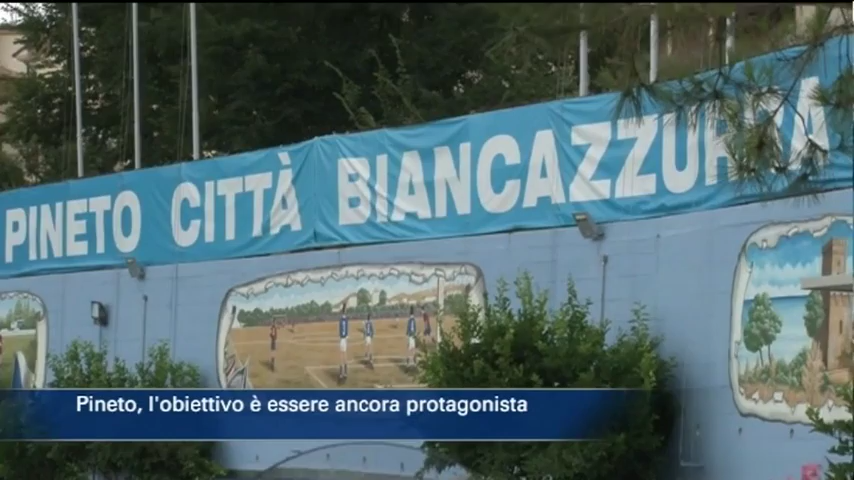 PINETO CITTÀ BIANCAZZURRA
Pineto, l'obiettivo è essere ancora protagonista